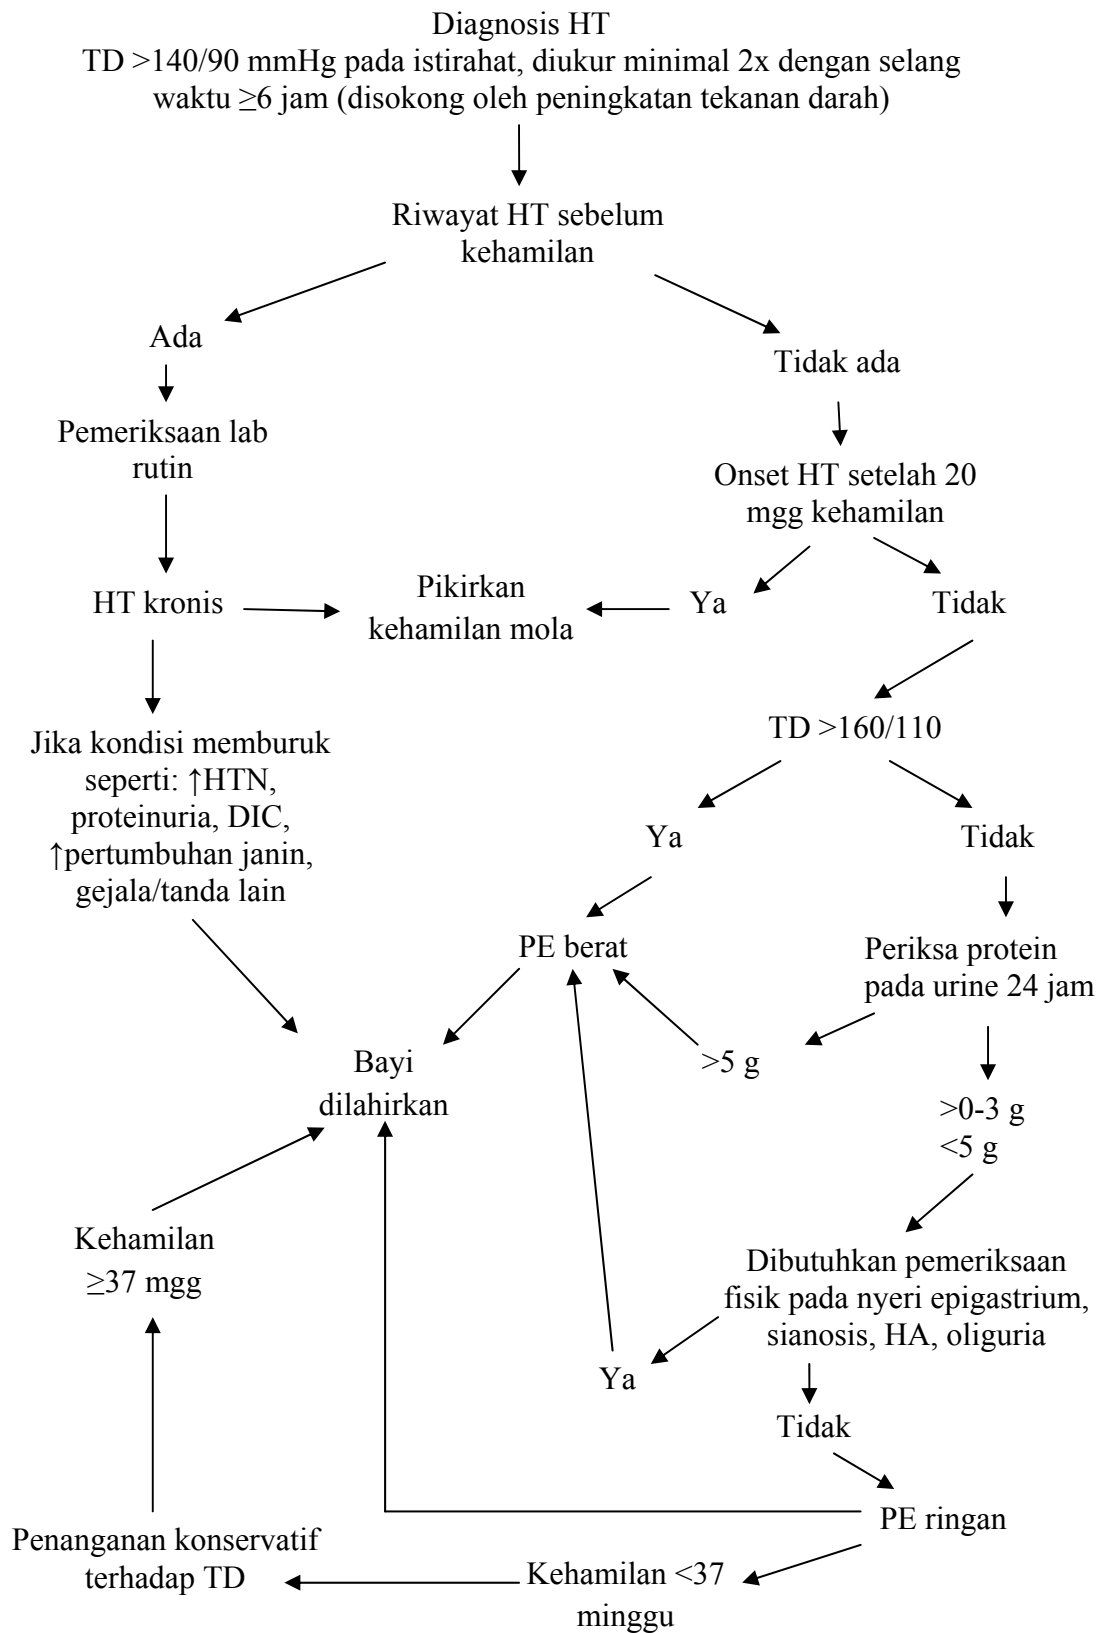 Diagnosis HT
TD >140/90 mmHg pada istirahat, diukur minimal 2x dengan selang
waktu ≥6 jam (disokong oleh peningkatan tekanan darah)
Riwayat HT sebelum
kehamilan
Ada
Tidak ada
Pemeriksaan lab
rutin
Onset HT setelah 20
mgg kehamilan
HT kronis
Pikirkan
kehamilan mola
Ya
Tidak
Jika kondisi memburuk
seperti: ↑HTN,
proteinuria, DIC,
↑pertumbuhan janin,
gejala/tanda lain
TD >160/110
Ya
Tidak
PE berat
Periksa protein
pada urine 24 jam
Bayi
dilahirkan
>5 g
>0-3 g
<5 g
Kehamilan
≥37 mgg
Dibutuhkan pemeriksaan
fisik pada nyeri epigastrium,
sianosis, HA, oliguria
Ya
Tidak
PE ringan
Penanganan konservatif
terhadap TD
Kehamilan <37
minggu